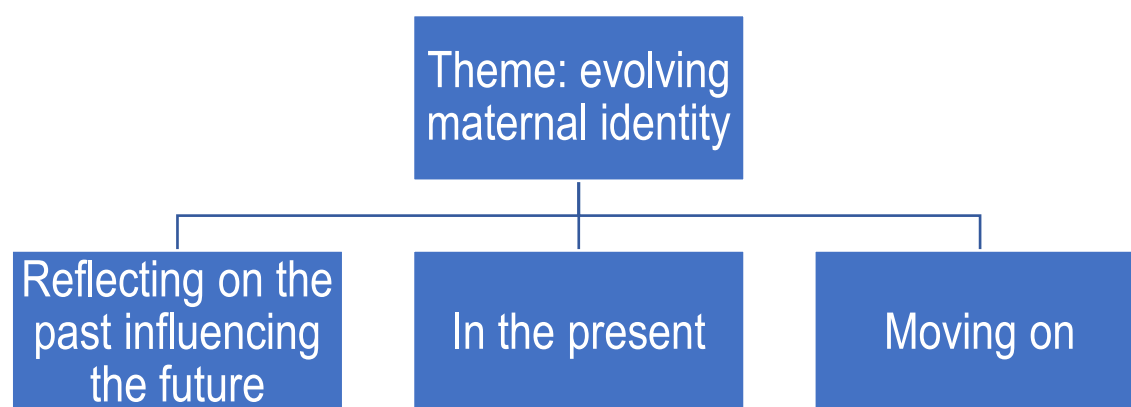 Theme: evolving
maternal identity
Reflecting on the
past influencing
the future
In the present
Moving on